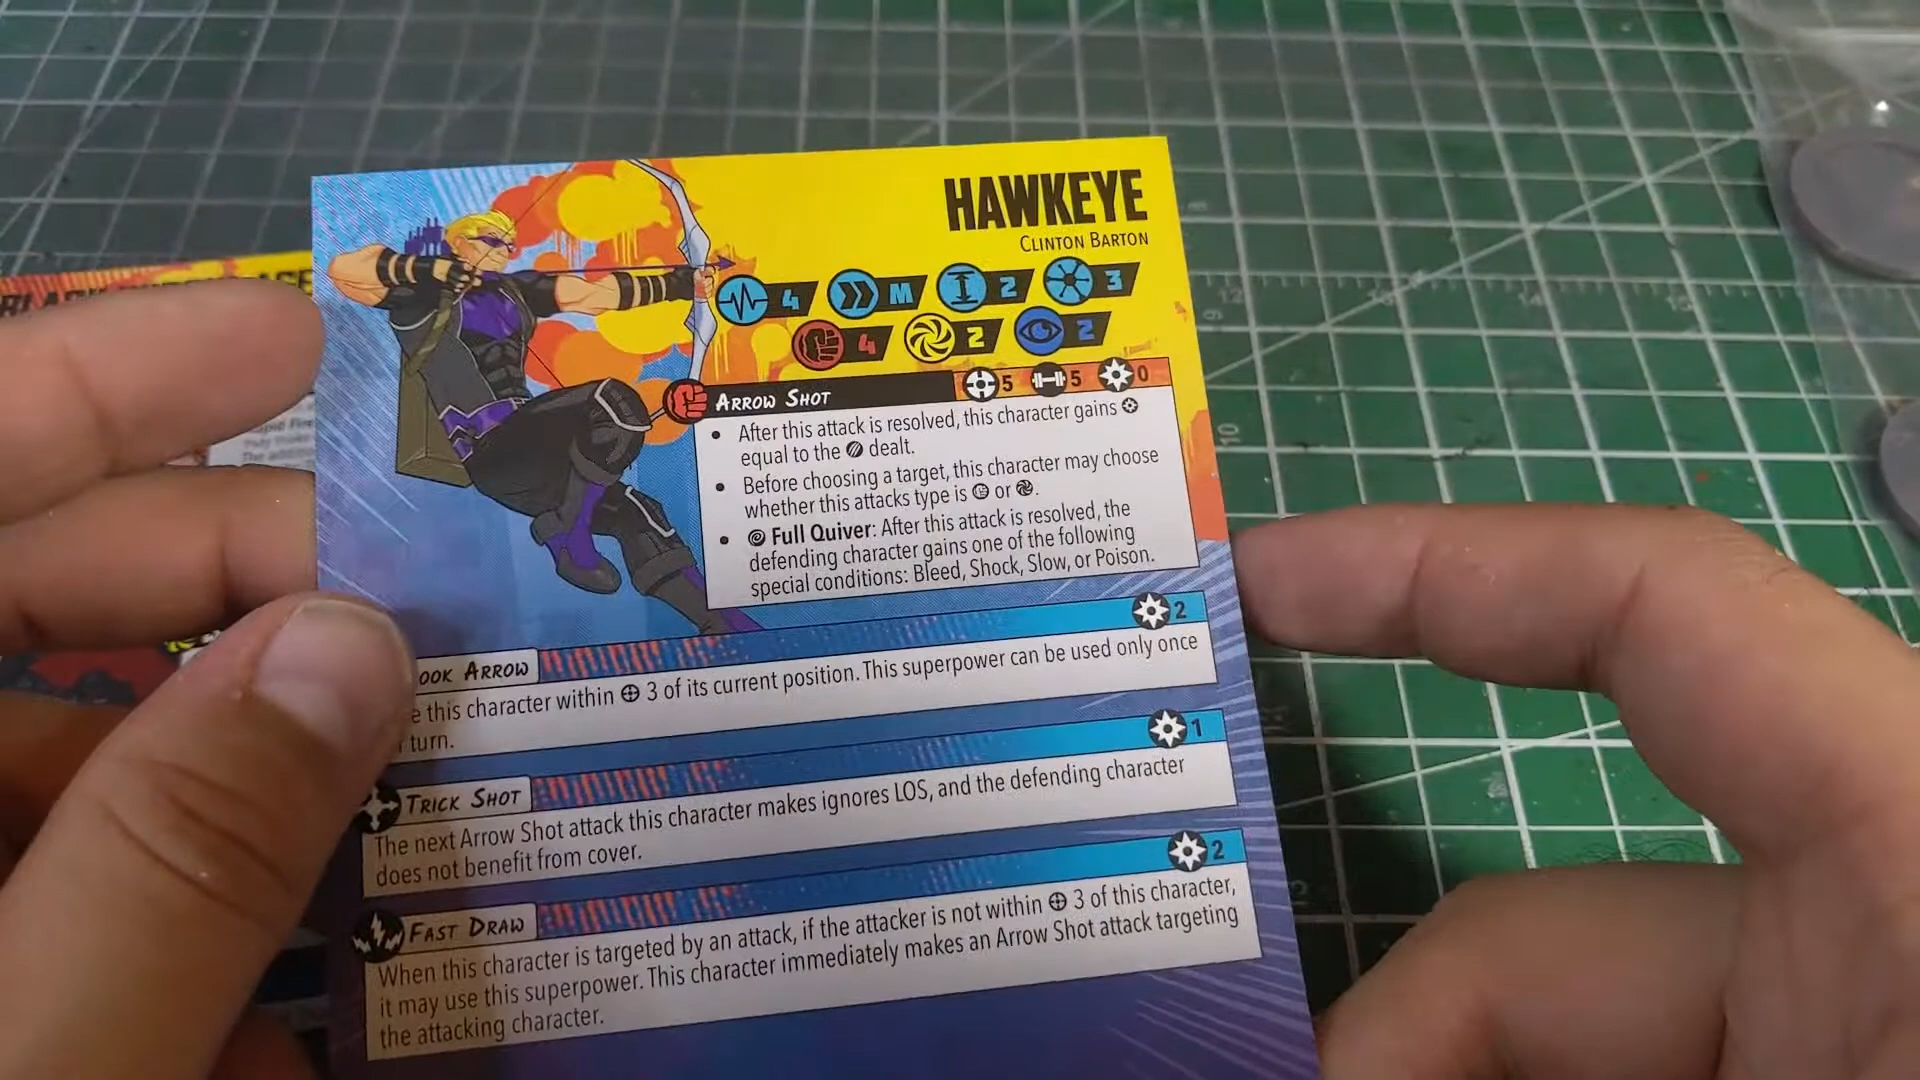 HAWKEYE
CLINTON BARTON
4 M 2 3
4 2 2
ARROW SHOT 5 5 0
After this attack is resolved, this character gains
equal to the dealt.
Before choosing a target, this character may choose
whether this attacks type is or .
Full Quiver: After this attack is resolved, the
defending character gains one of the following
special conditions: Bleed, Shock, Slow, or Poison.
OOK ARROW 2
e this character within 3 of its current position. This superpower can be used only once
turn.
TRICK SHOT 1
The next Arrow Shot attack this character makes ignores LOS, and the defending character
does not benefit from cover.
FAST DRAW 2
When this character is targeted by an attack, if the attacker is not within 3 of this character,
it may use this superpower. This character immediately makes an Arrow Shot attack targeting
the attacking character.
10